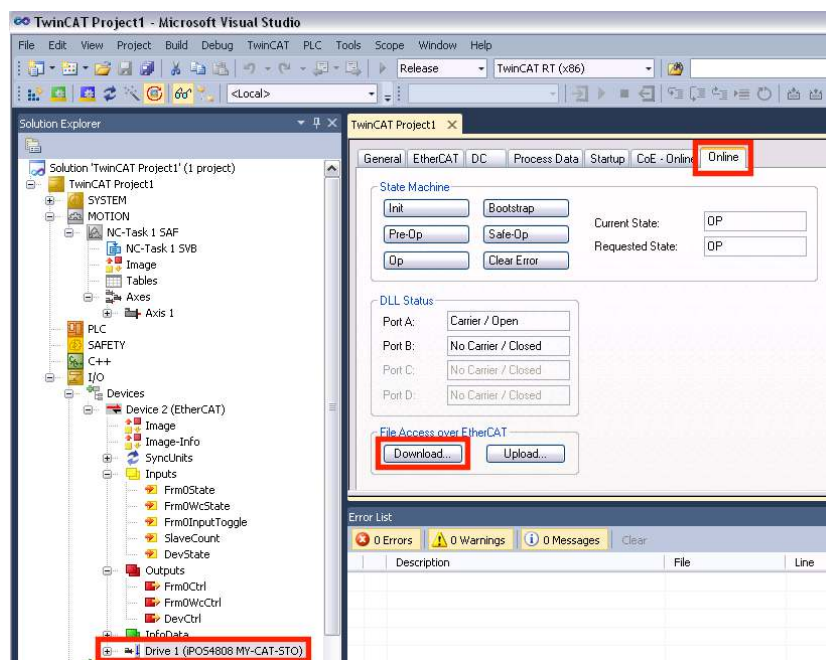 TwinCAT Project1 - Microsoft Visual Studio
File Edit View Project Build Debug TwinCAT PLC Tools Scope Window Help
Release TwinCAT RT (x86)
<Local>
Solution Explorer
Solution 'TwinCAT Project1' (1 project)
TwinCAT Project1
SYSTEM
MOTION
NC-Task 1 SAF
NC-Task 1 SVB
Image
Tables
Axes
Axis 1
PLC
SAFETY
C++
I/O
Devices
Device 2 (EtherCAT)
Image
Image-Info
SyncUnits
Inputs
Frm0State
Frm0WcState
Frm0InputToggle
SlaveCount
DevState
Outputs
Frm0Ctrl
Frm0WcCtrl
DevCtrl
InfoData
Drive 1 (iPOS4808 MY-CAT-STO)
TwinCAT Project1
General EtherCAT DC Process Data Startup CoE - Online Online
State Machine
Init Bootstrap
Pre-Op Safe-Op
Op Clear Error
Current State: OP
Requested State: OP
DLL Status
Port A: Carrier / Open
Port B: No Carrier / Closed
Port C: No Carrier / Closed
Port D: No Carrier / Closed
File Access over EtherCAT
Download... Upload...
Error List
0 Errors 0 Warnings 0 Messages Clear
Description File Line